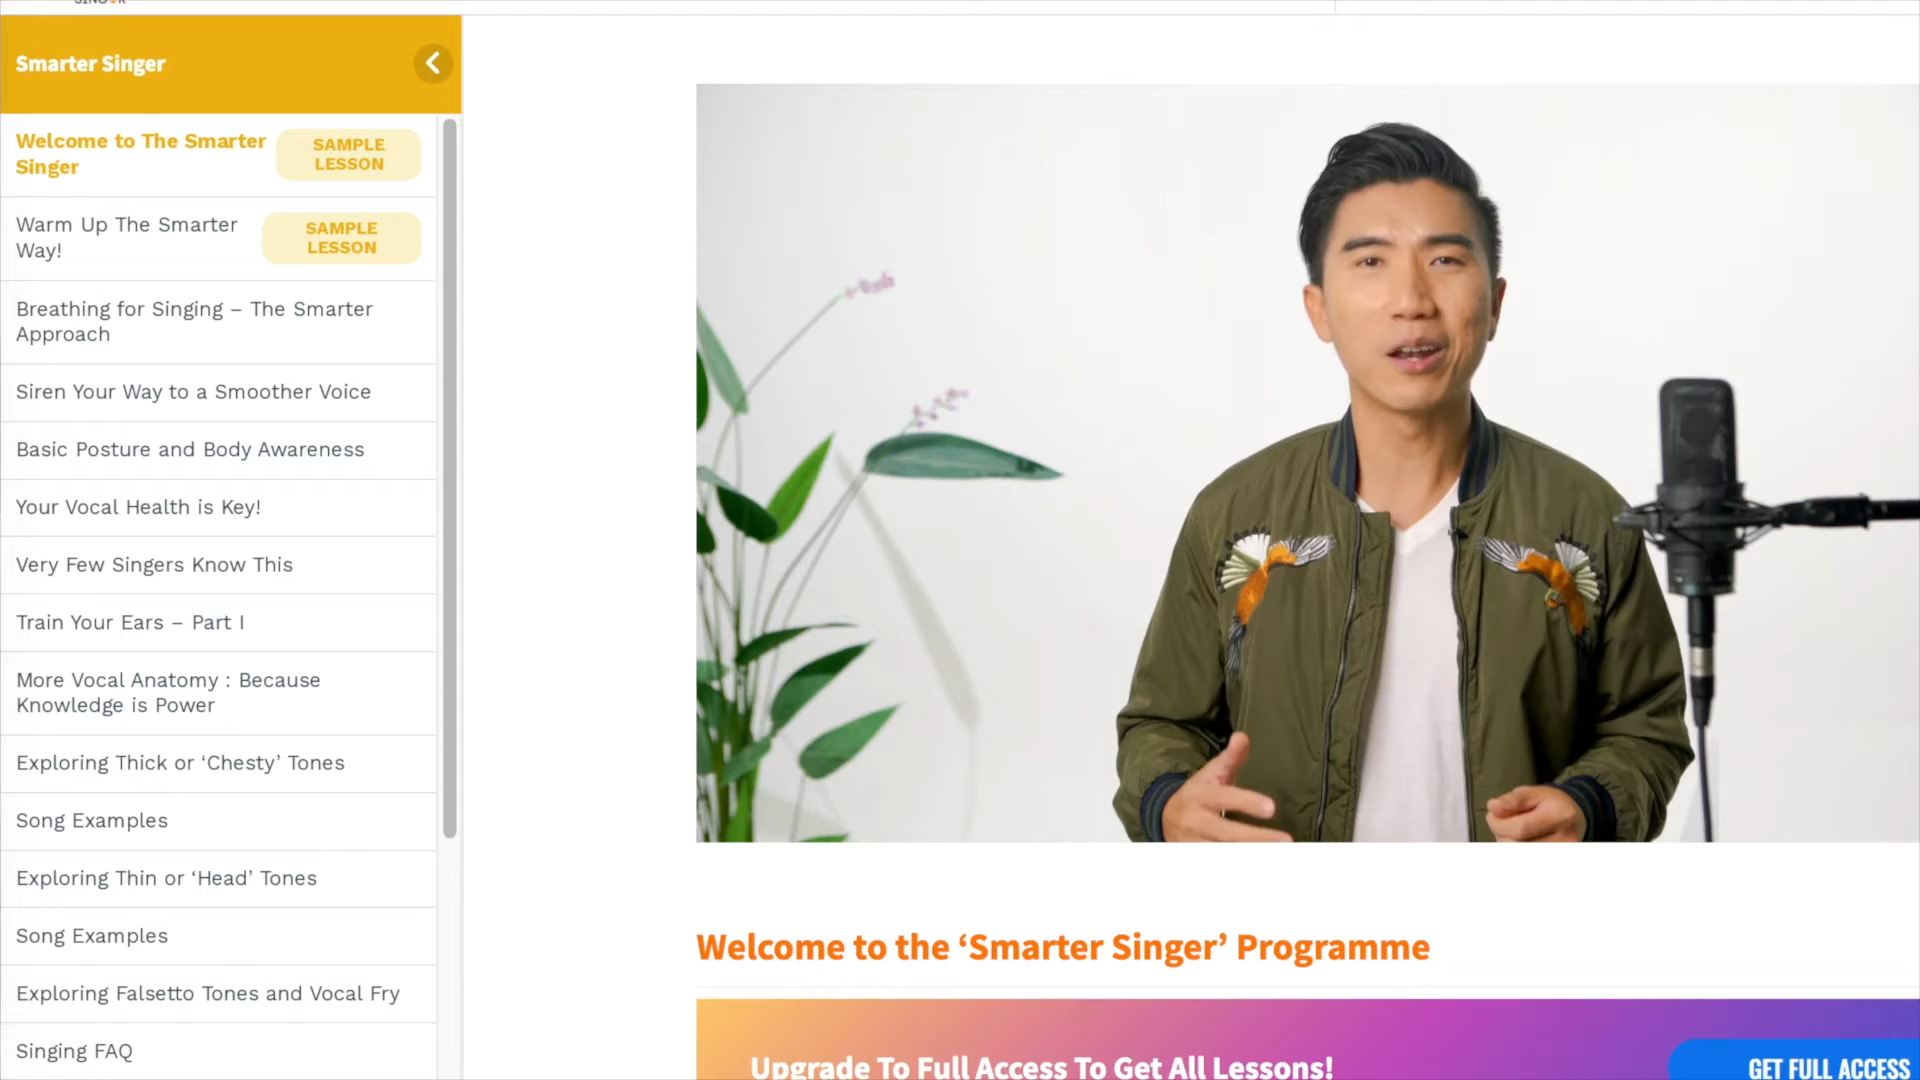 Smarter Singer
Welcome to The Smarter
Singer
SAMPLE
LESSON
Warm Up The Smarter
Way!
SAMPLE
LESSON
Breathing for Singing – The Smarter
Approach
Siren Your Way to a Smoother Voice
Basic Posture and Body Awareness
Your Vocal Health is Key!
Very Few Singers Know This
Train Your Ears – Part I
More Vocal Anatomy : Because
Knowledge is Power
Exploring Thick or ‘Chesty’ Tones
Song Examples
Exploring Thin or ‘Head’ Tones
Song Examples
Exploring Falsetto Tones and Vocal Fry
Singing FAQ
Welcome to the ‘Smarter Singer’ Programme
Upgrade To Full Access To Get All Lessons!
GET FULL ACCESS